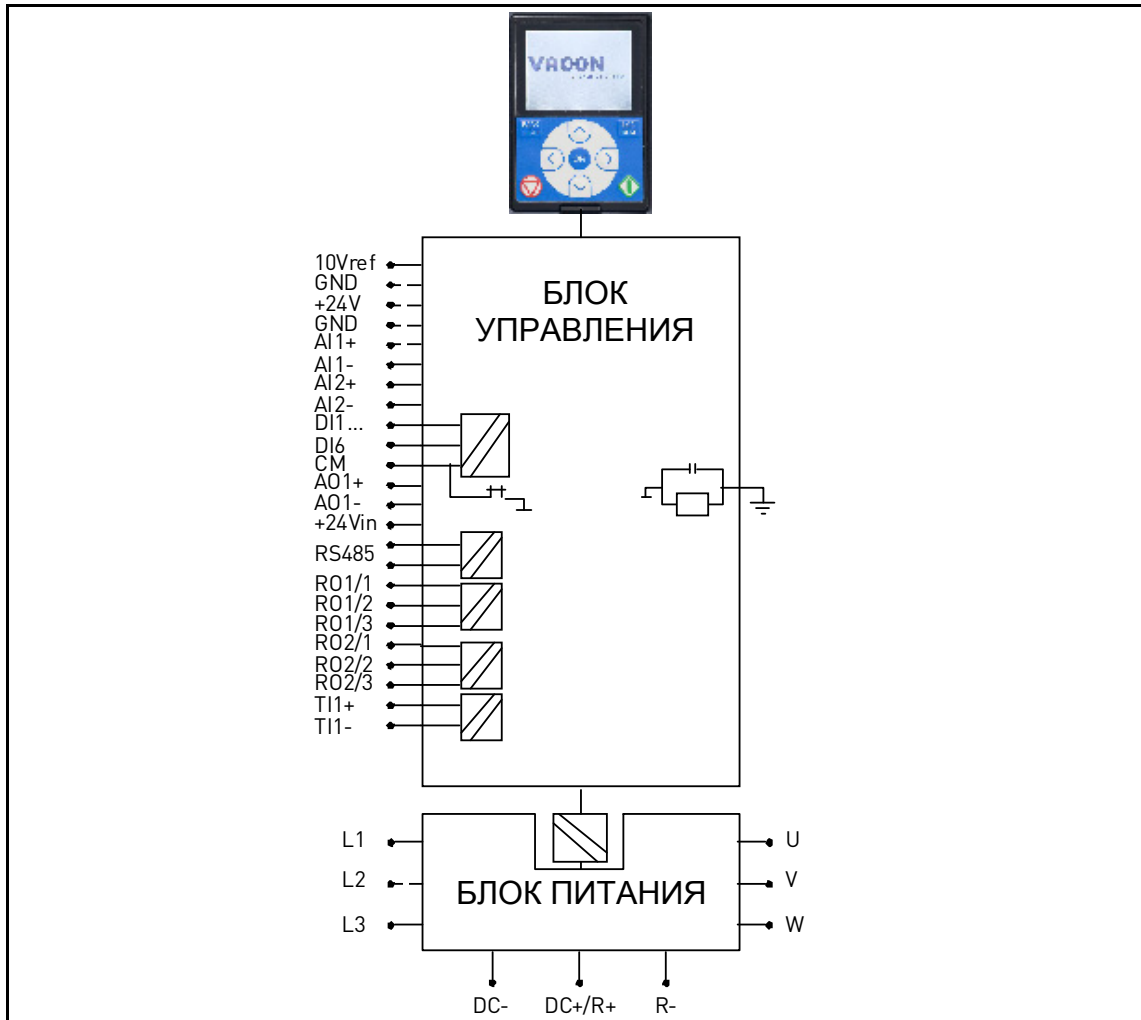 VACON
10Vref
GND
+24V
GND
AI1+
AI1-
AI2+
AI2-
DI1...
DI6
CM
AO1+
AO1-
+24Vin
RS485
RO1/1
RO1/2
RO1/3
RO2/1
RO2/2
RO2/3
TI1+
TI1-
БЛОК
УПРАВЛЕНИЯ
L1
L2
L3
БЛОК ПИТАНИЯ
U
V
W
DC-
DC+/R+
R-